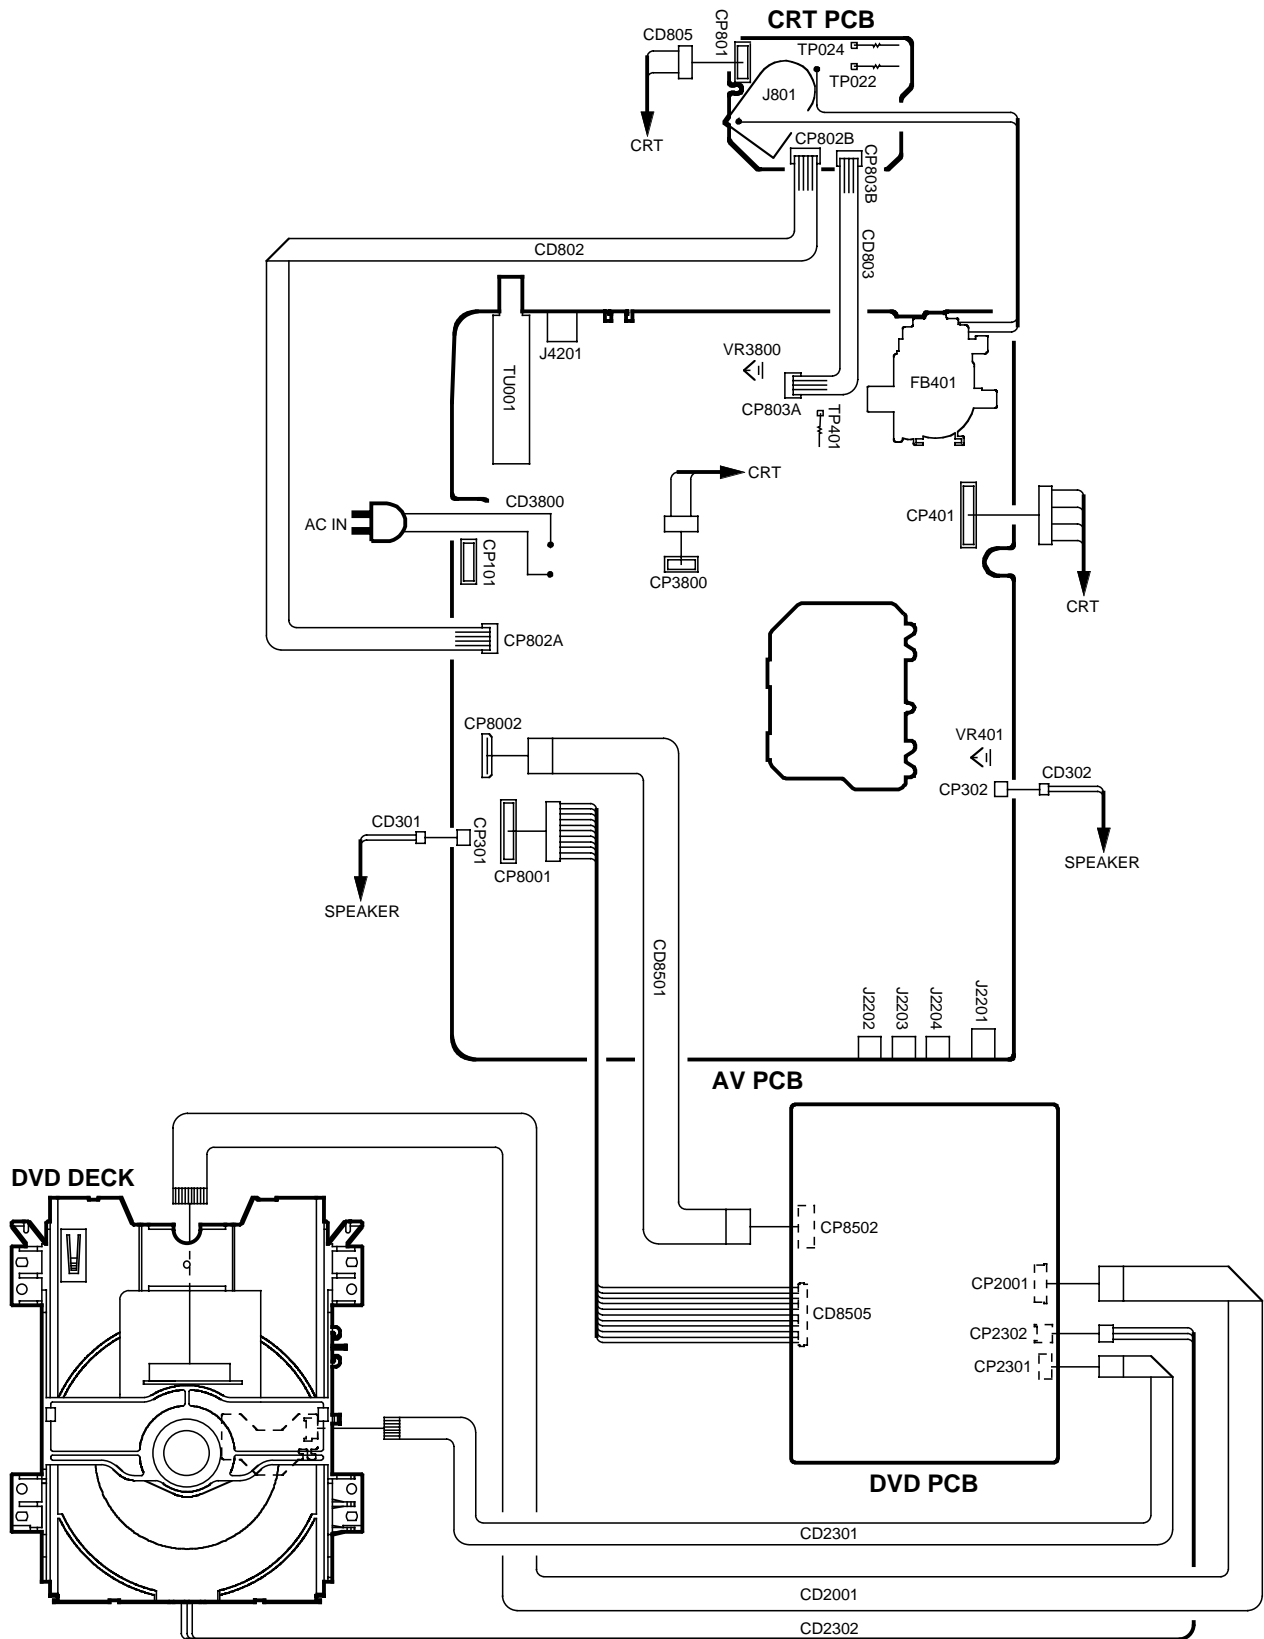 CRT PCB
CD805
CP801
TP024
TP022
J801
CRT
CP802B
CP803B
CD802
CD803
J4201
TU001
VR3800
CP803A
TP401
FB401
CRT
CD3800
AC IN
CP101
CP3800
CP401
CRT
CP802A
CP8002
VR401
CP302
CD302
CD301
CP301
CP8001
SPEAKER
SPEAKER
CD8501
J2202
J2203
J2204
J2201
AV PCB
DVD DECK
CP8502
CP2001
CD8505
CP2302
CP2301
DVD PCB
CD2301
CD2001
CD2302